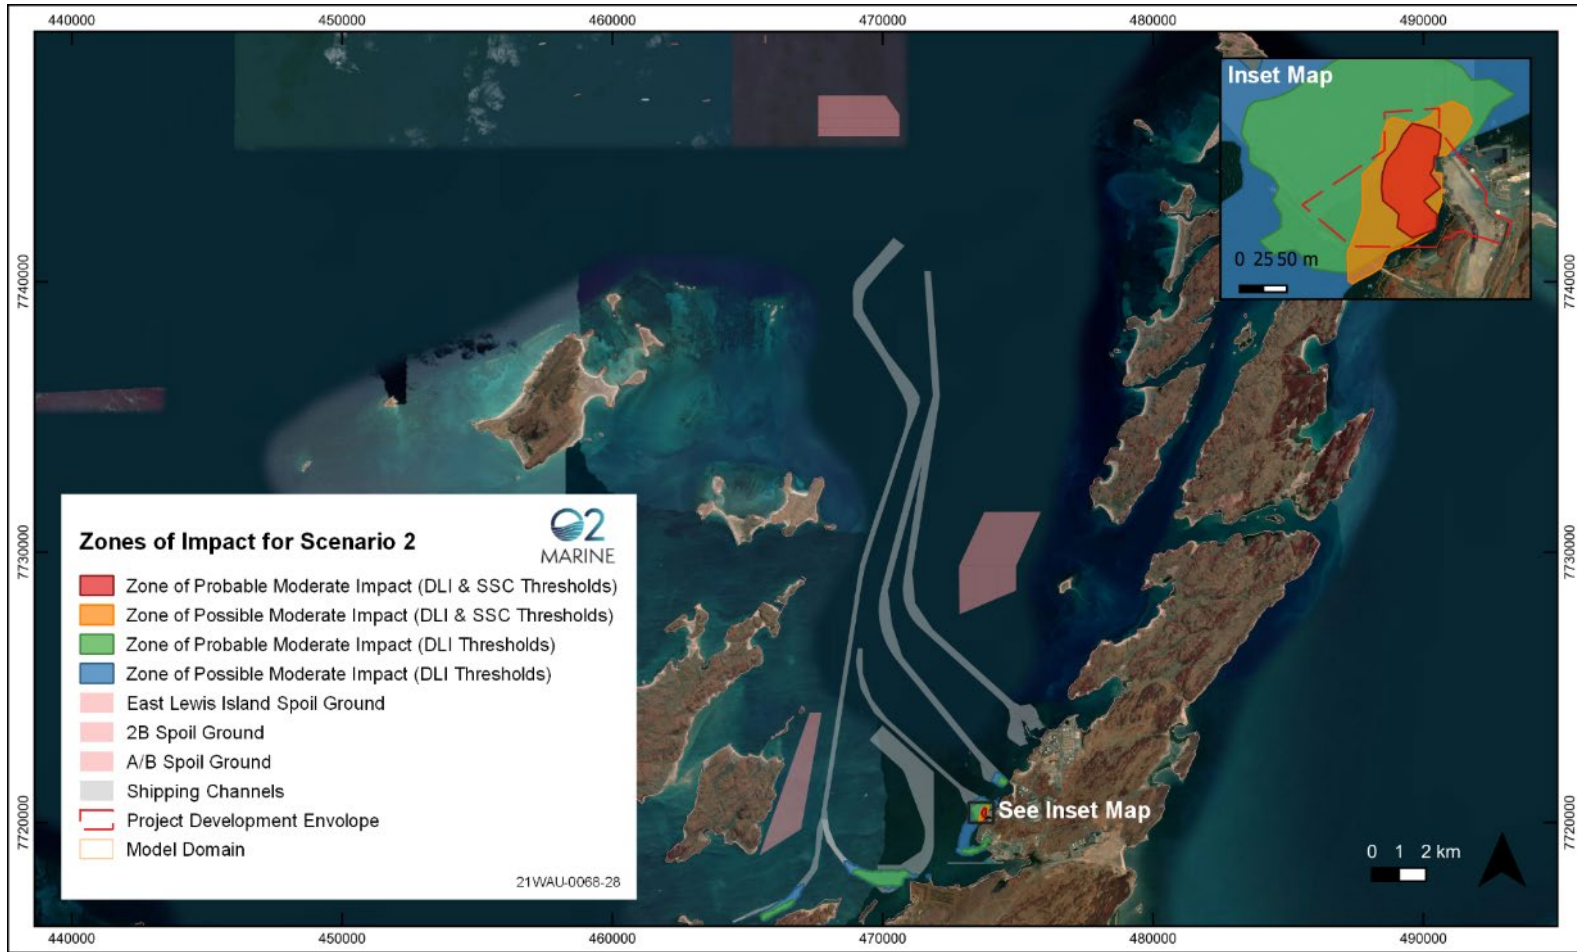 440000 450000 460000 470000 480000 490000
Inset Map
0 25 50 m
7740000 7740000
7730000 7730000
7720000 7720000
O2
MARINE
Zones of Impact for Scenario 2
Zone of Probable Moderate Impact (DLI & SSC Thresholds)
Zone of Possible Moderate Impact (DLI & SSC Thresholds)
Zone of Probable Moderate Impact (DLI Thresholds)
Zone of Possible Moderate Impact (DLI Thresholds)
East Lewis Island Spoil Ground
2B Spoil Ground
A/B Spoil Ground
Shipping Channels
Project Development Envolope
Model Domain
21WAU-0068-28
See Inset Map
0 1 2 km
440000 450000 460000 470000 480000 490000